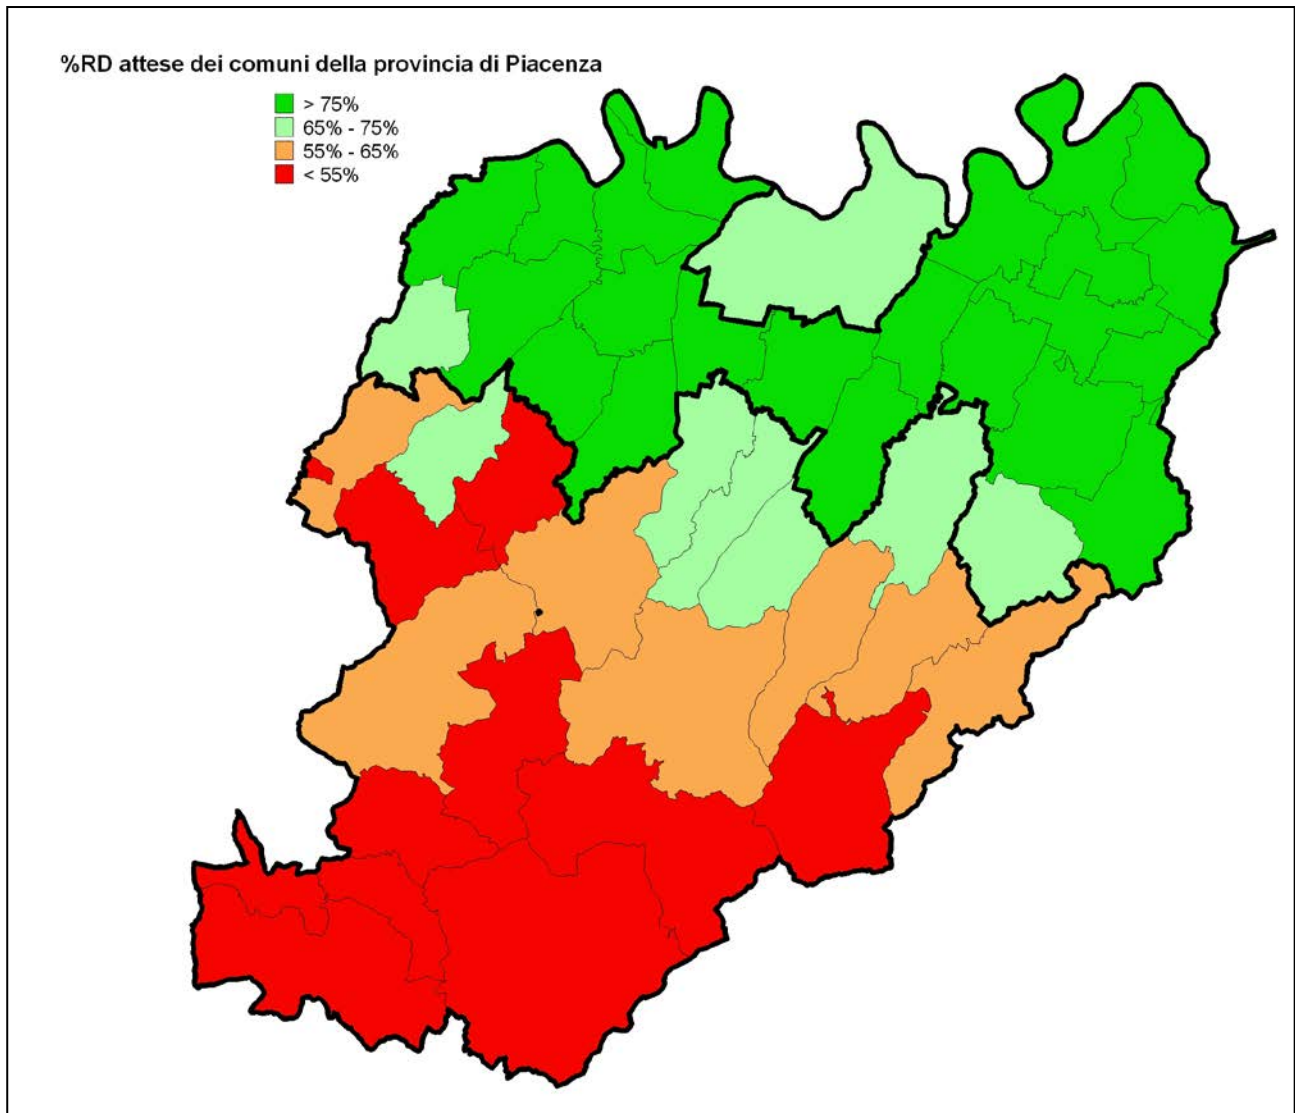 %RD attese dei comuni della provincia di Piacenza
> 75%
65% - 75%
55% - 65%
< 55%